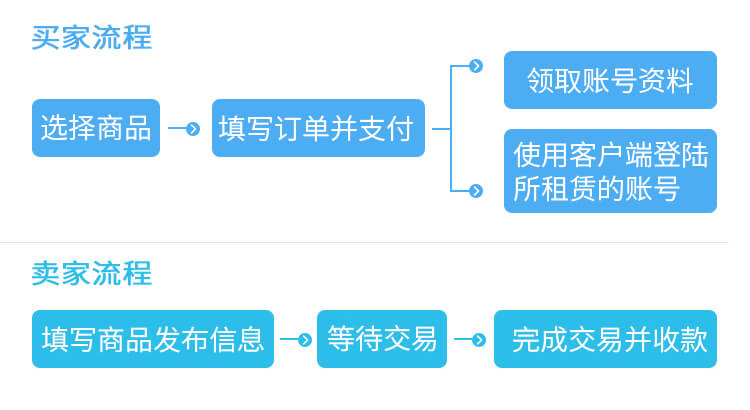 买家流程
选择商品
填写订单并支付
领取账号资料
使用客户端登陆
所租赁的账号
卖家流程
填写商品发布信息
等待交易
完成交易并收款